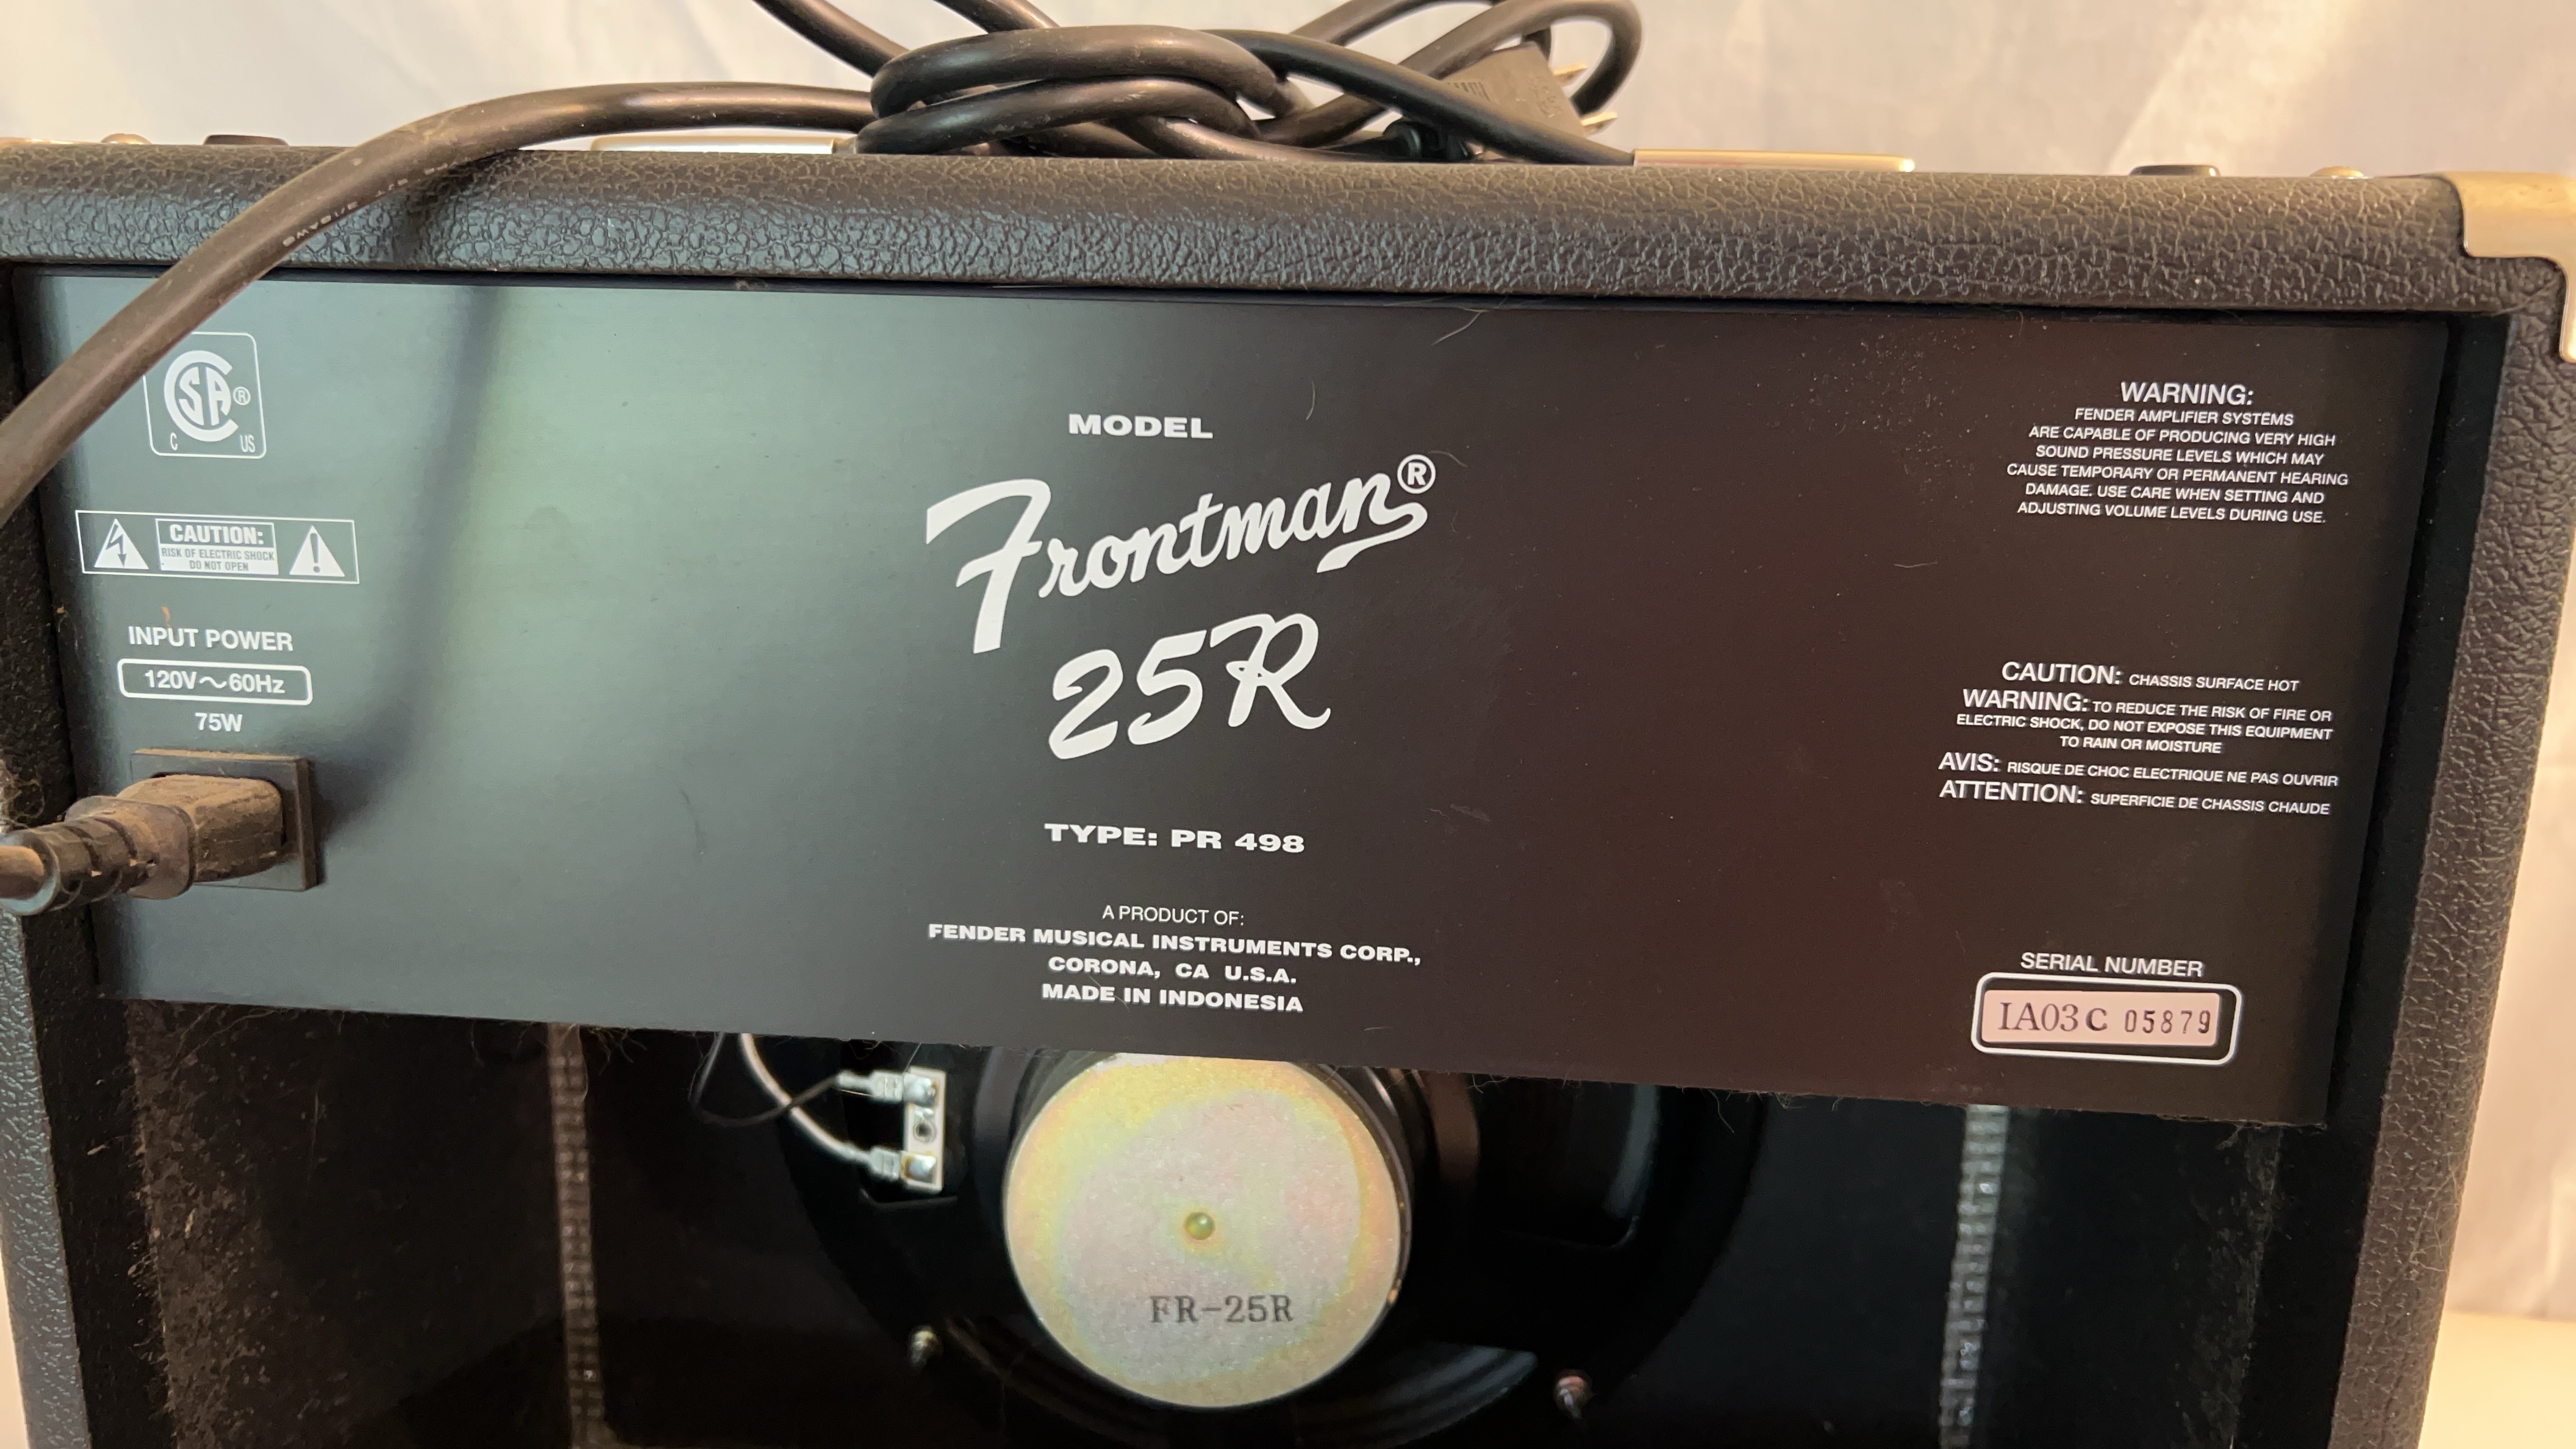 CSA®
C US
CAUTION:
RISK OF ELECTRIC SHOCK
DO NOT OPEN
INPUT POWER
120V~60Hz
75W
MODEL
Frontman®
25R
TYPE: PR 498
A PRODUCT OF:
FENDER MUSICAL INSTRUMENTS CORP.,
CORONA, CA U.S.A.
MADE IN INDONESIA
WARNING:
FENDER AMPLIFIER SYSTEMS
ARE CAPABLE OF PRODUCING VERY HIGH
SOUND PRESSURE LEVELS WHICH MAY
CAUSE TEMPORARY OR PERMANENT HEARING
DAMAGE. USE CARE WHEN SETTING AND
ADJUSTING VOLUME LEVELS DURING USE.
CAUTION: CHASSIS SURFACE HOT
WARNING: TO REDUCE THE RISK OF FIRE OR
ELECTRIC SHOCK, DO NOT EXPOSE THIS EQUIPMENT
TO RAIN OR MOISTURE
AVIS: RISQUE DE CHOC ELECTRIQUE NE PAS OUVRIR
ATTENTION: SUPERFICIE DE CHASSIS CHAUDE
SERIAL NUMBER
IA03C 05879
FR-25R